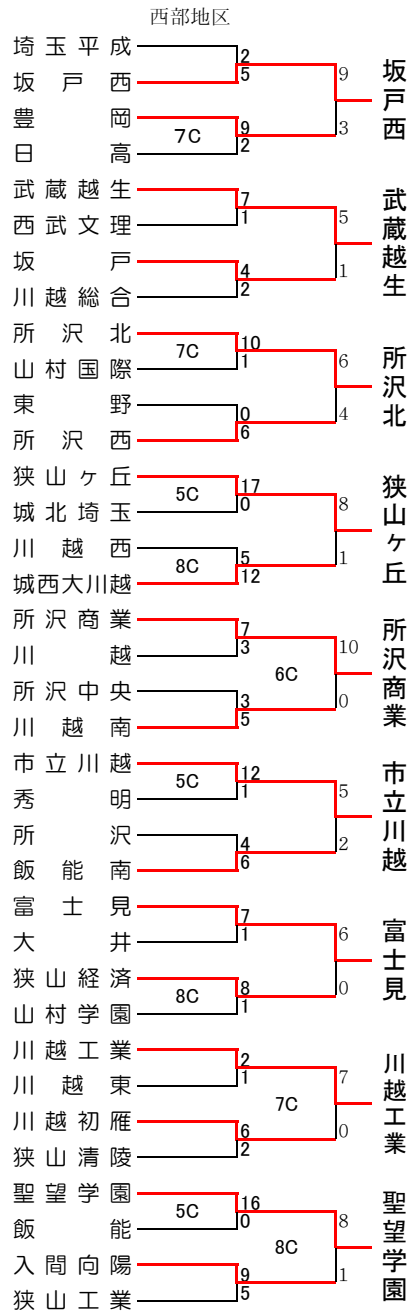 西部地区
埼玉平成
2
坂戸西
5
9
坂戸西
豊岡
9
7C
3
日高
2
武蔵越生
7
西武文理
1
5
武蔵越生
坂戸
4
1
川越総合
2
所沢北
10
7C
山村国際
1
6
所沢北
東野
0
4
所沢西
6
狭山ヶ丘
17
5C
城北埼玉
0
8
狭山ヶ丘
川越西
5
8C
1
城西大川越
12
所沢商業
7
川越
3
10
6C
所沢商業
所沢中央
3
0
川越南
5
市立川越
12
5C
秀明
1
5
市立川越
所沢
4
2
飯能南
6
富士見
7
大井
1
6
富士見
狭山経済
8
8C
0
山村学園
1
川越工業
2
川越東
1
7
7C
川越工業
川越初雁
6
0
狭山清陵
2
聖望学園
16
5C
飯能
0
8
8C
聖望学園
入間向陽
9
1
狭山工業
5